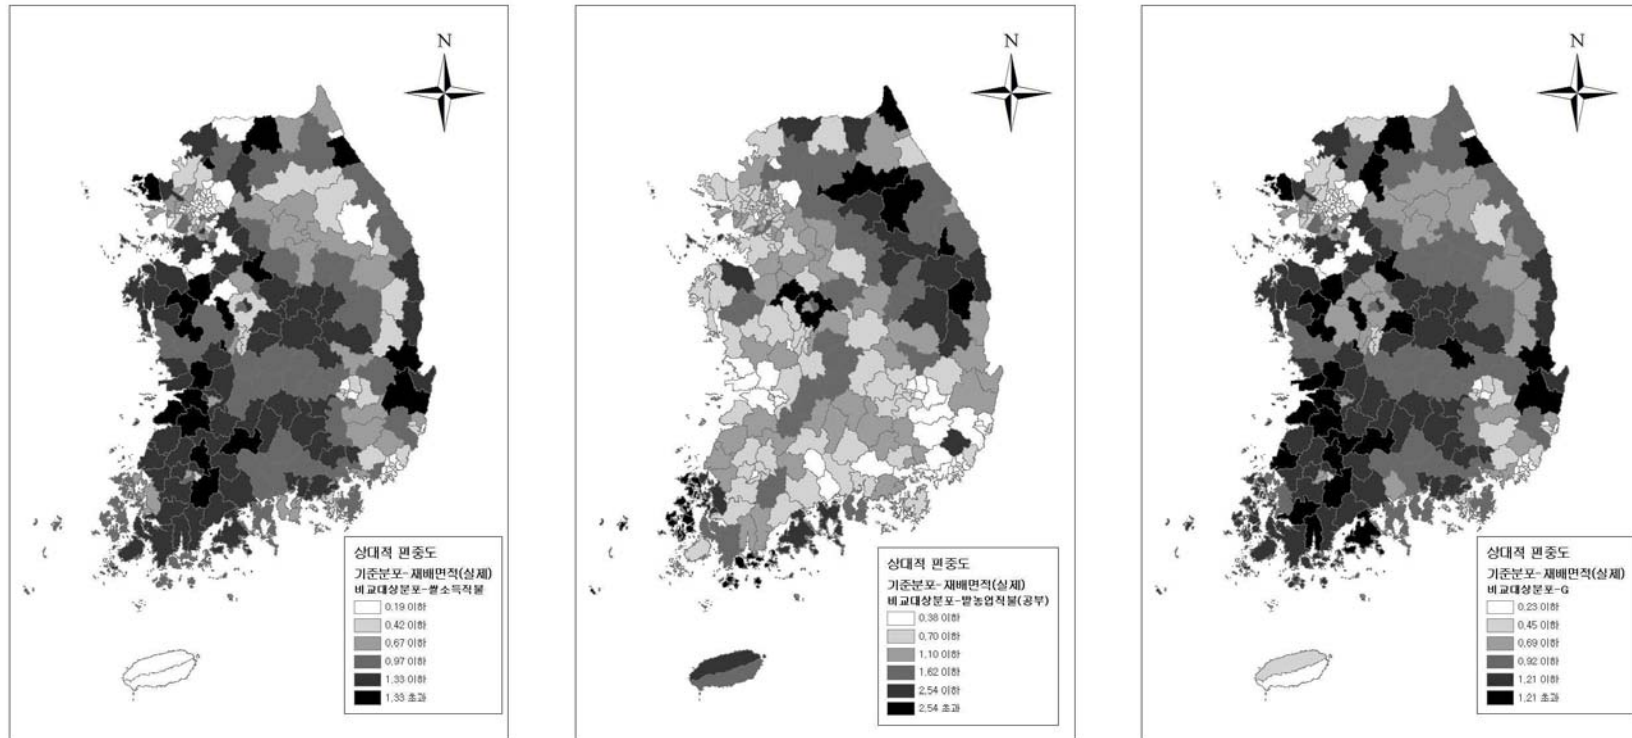 N
상대적 편중도
기준분포-재배면적(실제)
비교대상분포-쌀소득직불
0.19 이하
0.42 이하
0.67 이하
0.97 이하
1.33 이하
1.33 초과
N
상대적 편중도
기준분포-재배면적(실제)
비교대상분포-밭농업직불(공부)
0.38 이하
0.70 이하
1.10 이하
1.62 이하
2.54 이하
2.54 초과
N
상대적 편중도
기준분포-재배면적(실제)
비교대상분포-G
0.23 이하
0.45 이하
0.69 이하
0.92 이하
1.21 이하
1.21 초과